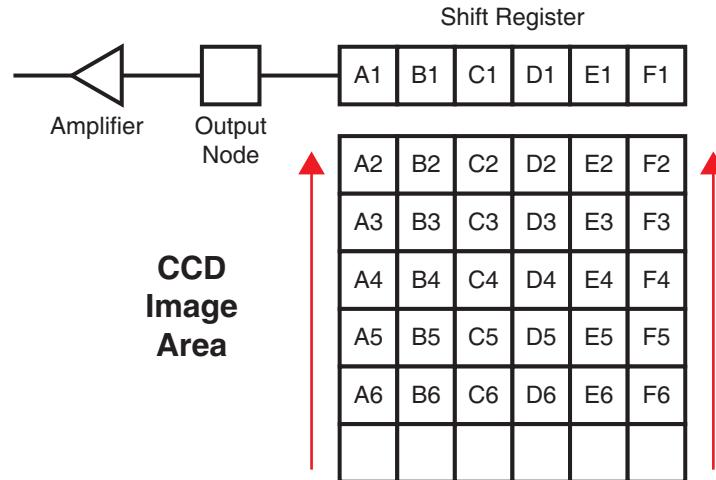 Shift Register
A1 B1 C1 D1 E1 F1
Amplifier
Output
Node
A2 B2 C2 D2 E2 F2
A3 B3 C3 D3 E3 F3
CCD
Image
Area
A4 B4 C4 D4 E4 F4
A5 B5 C5 D5 E5 F5
A6 B6 C6 D6 E6 F6